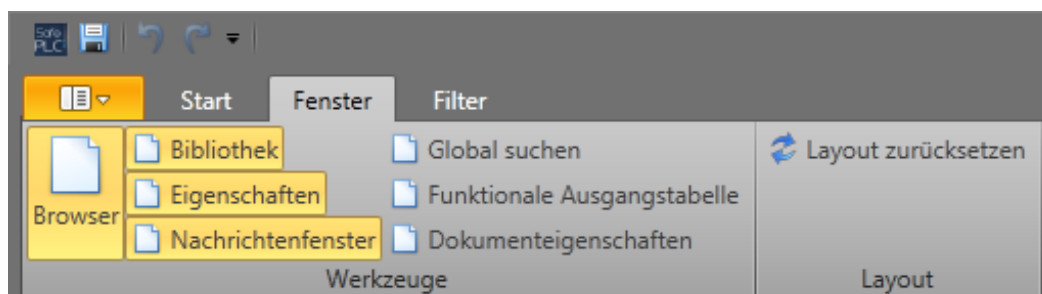 Safe
PLC
Start Fenster Filter
Browser
Bibliothek
Eigenschaften
Nachrichtenfenster
Global suchen
Funktionale Ausgangstabelle
Dokumenteigenschaften
Werkzeuge
Layout zurücksetzen
Layout